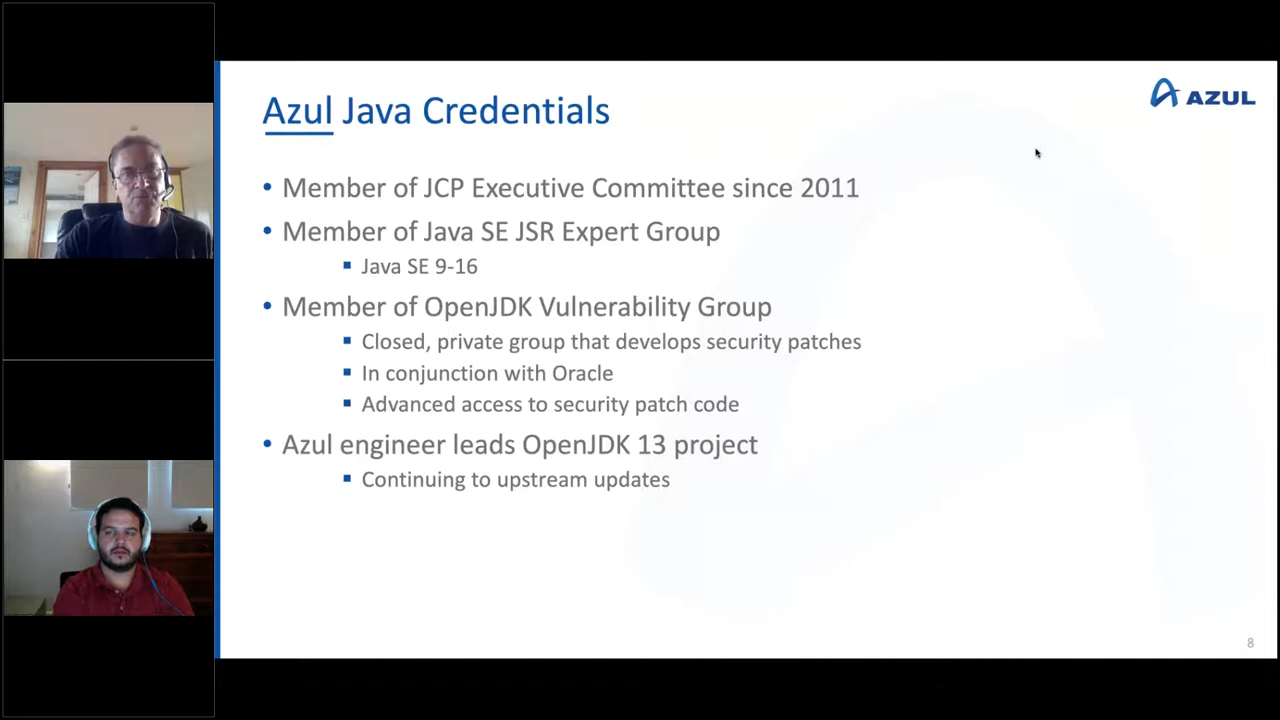 Azul Java Credentials
AZUL
• Member of JCP Executive Committee since 2011
• Member of Java SE JSR Expert Group
▪ Java SE 9-16
• Member of OpenJDK Vulnerability Group
▪ Closed, private group that develops security patches
▪ In conjunction with Oracle
▪ Advanced access to security patch code
• Azul engineer leads OpenJDK 13 project
▪ Continuing to upstream updates
8